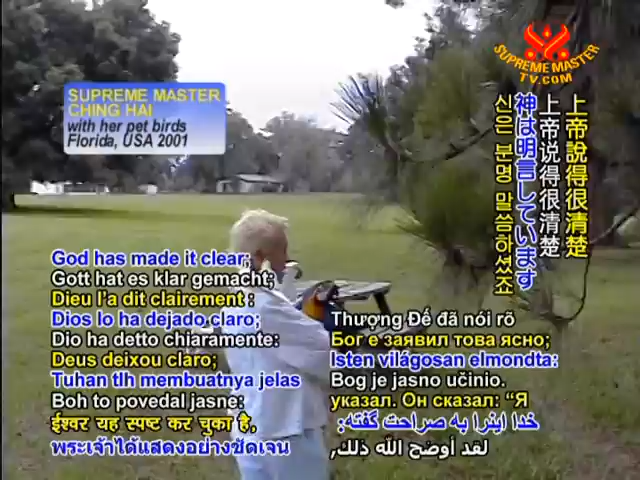 SUPREME MASTER
TV.COM
SUPREME MASTER
CHING HAI
with her pet birds
Florida, USA 2001
上帝說得很清楚
上帝说得很清楚
神は明言しています
신은 분명 말씀하셨죠
God has made it clear;
Gott hat es klar gemacht;
Dieu l'a dit clairement :
Dios lo ha dejado claro;
Dio ha detto chiaramente:
Deus deixou claro;
Tuhan tlh membuatnya jelas
Boh to povedal jasne:
ईश्वर यह स्पष्ट कर चुका है,
พระเจ้าได้แสดงอย่างชัดเจน
Thượng Đế đã nói rõ
Бог е заявил това ясно;
Isten világosan elmondta:
Bog je jasno učinio.
указал. Он сказал: “Я
خدا اینرا به صراحت گفته:
لقد أوضح الله ذلك,